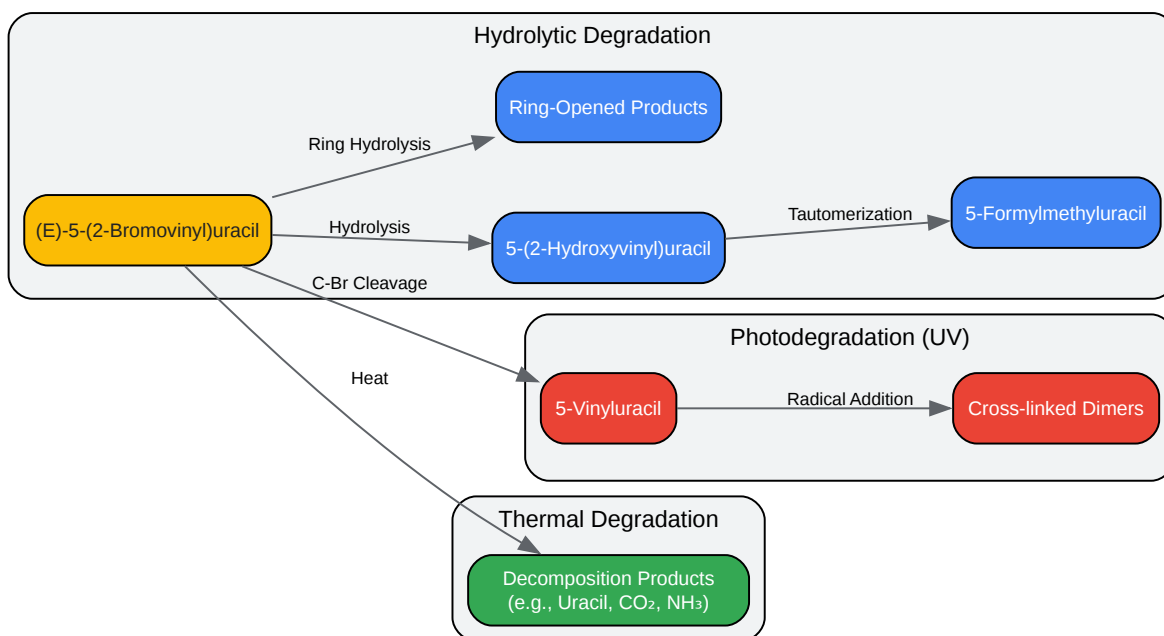 Hydrolytic Degradation
Ring-Opened Products
Ring Hydrolysis
(E)-5-(2-Bromovinyl)uracil
Hydrolysis
5-(2-Hydroxyvinyl)uracil
Tautomerization
5-Formylmethyluracil
C-Br Cleavage
Photodegradation (UV)
Heat
5-Vinyluracil
Radical Addition
Cross-linked Dimers
Thermal Degradation
Decomposition Products
(e.g., Uracil, CO₂, NH₃)